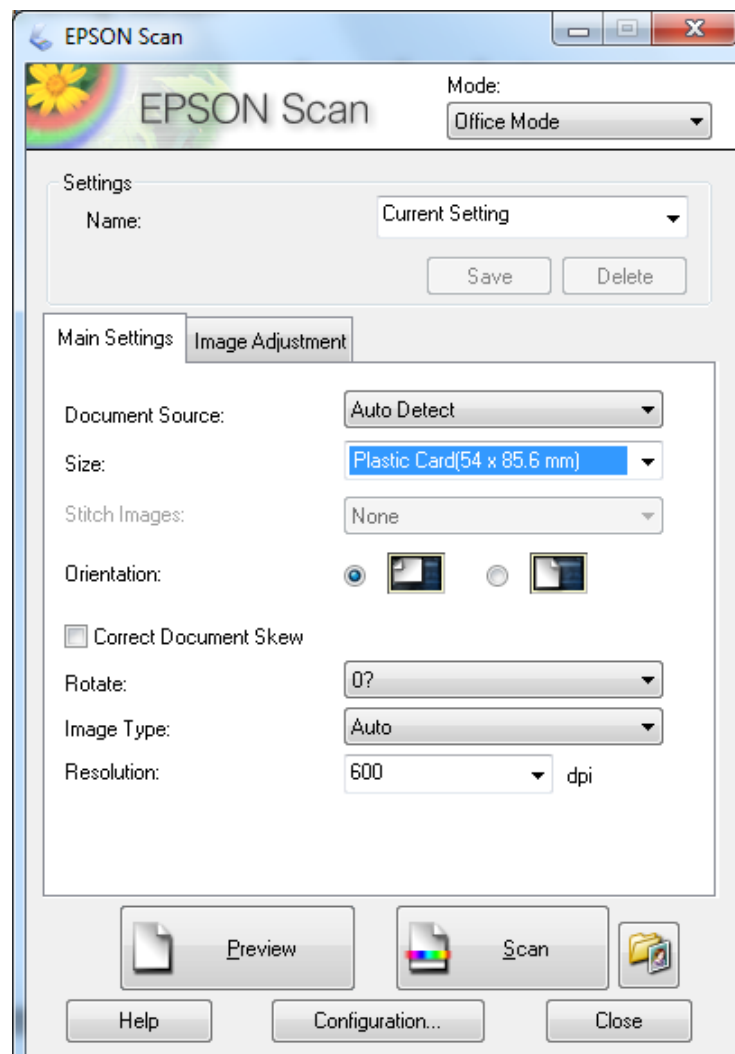 EPSON Scan
EPSON Scan
Mode:
Office Mode
Settings
Name:
Current Setting
Save
Delete
Main Settings
Image Adjustment
Document Source:
Auto Detect
Size:
Plastic Card(54 x 85.6 mm)
Stitch Images:
None
Orientation:
Correct Document Skew
Rotate:
0?
Image Type:
Auto
Resolution:
600
dpi
Preview
Scan
Help
Configuration...
Close